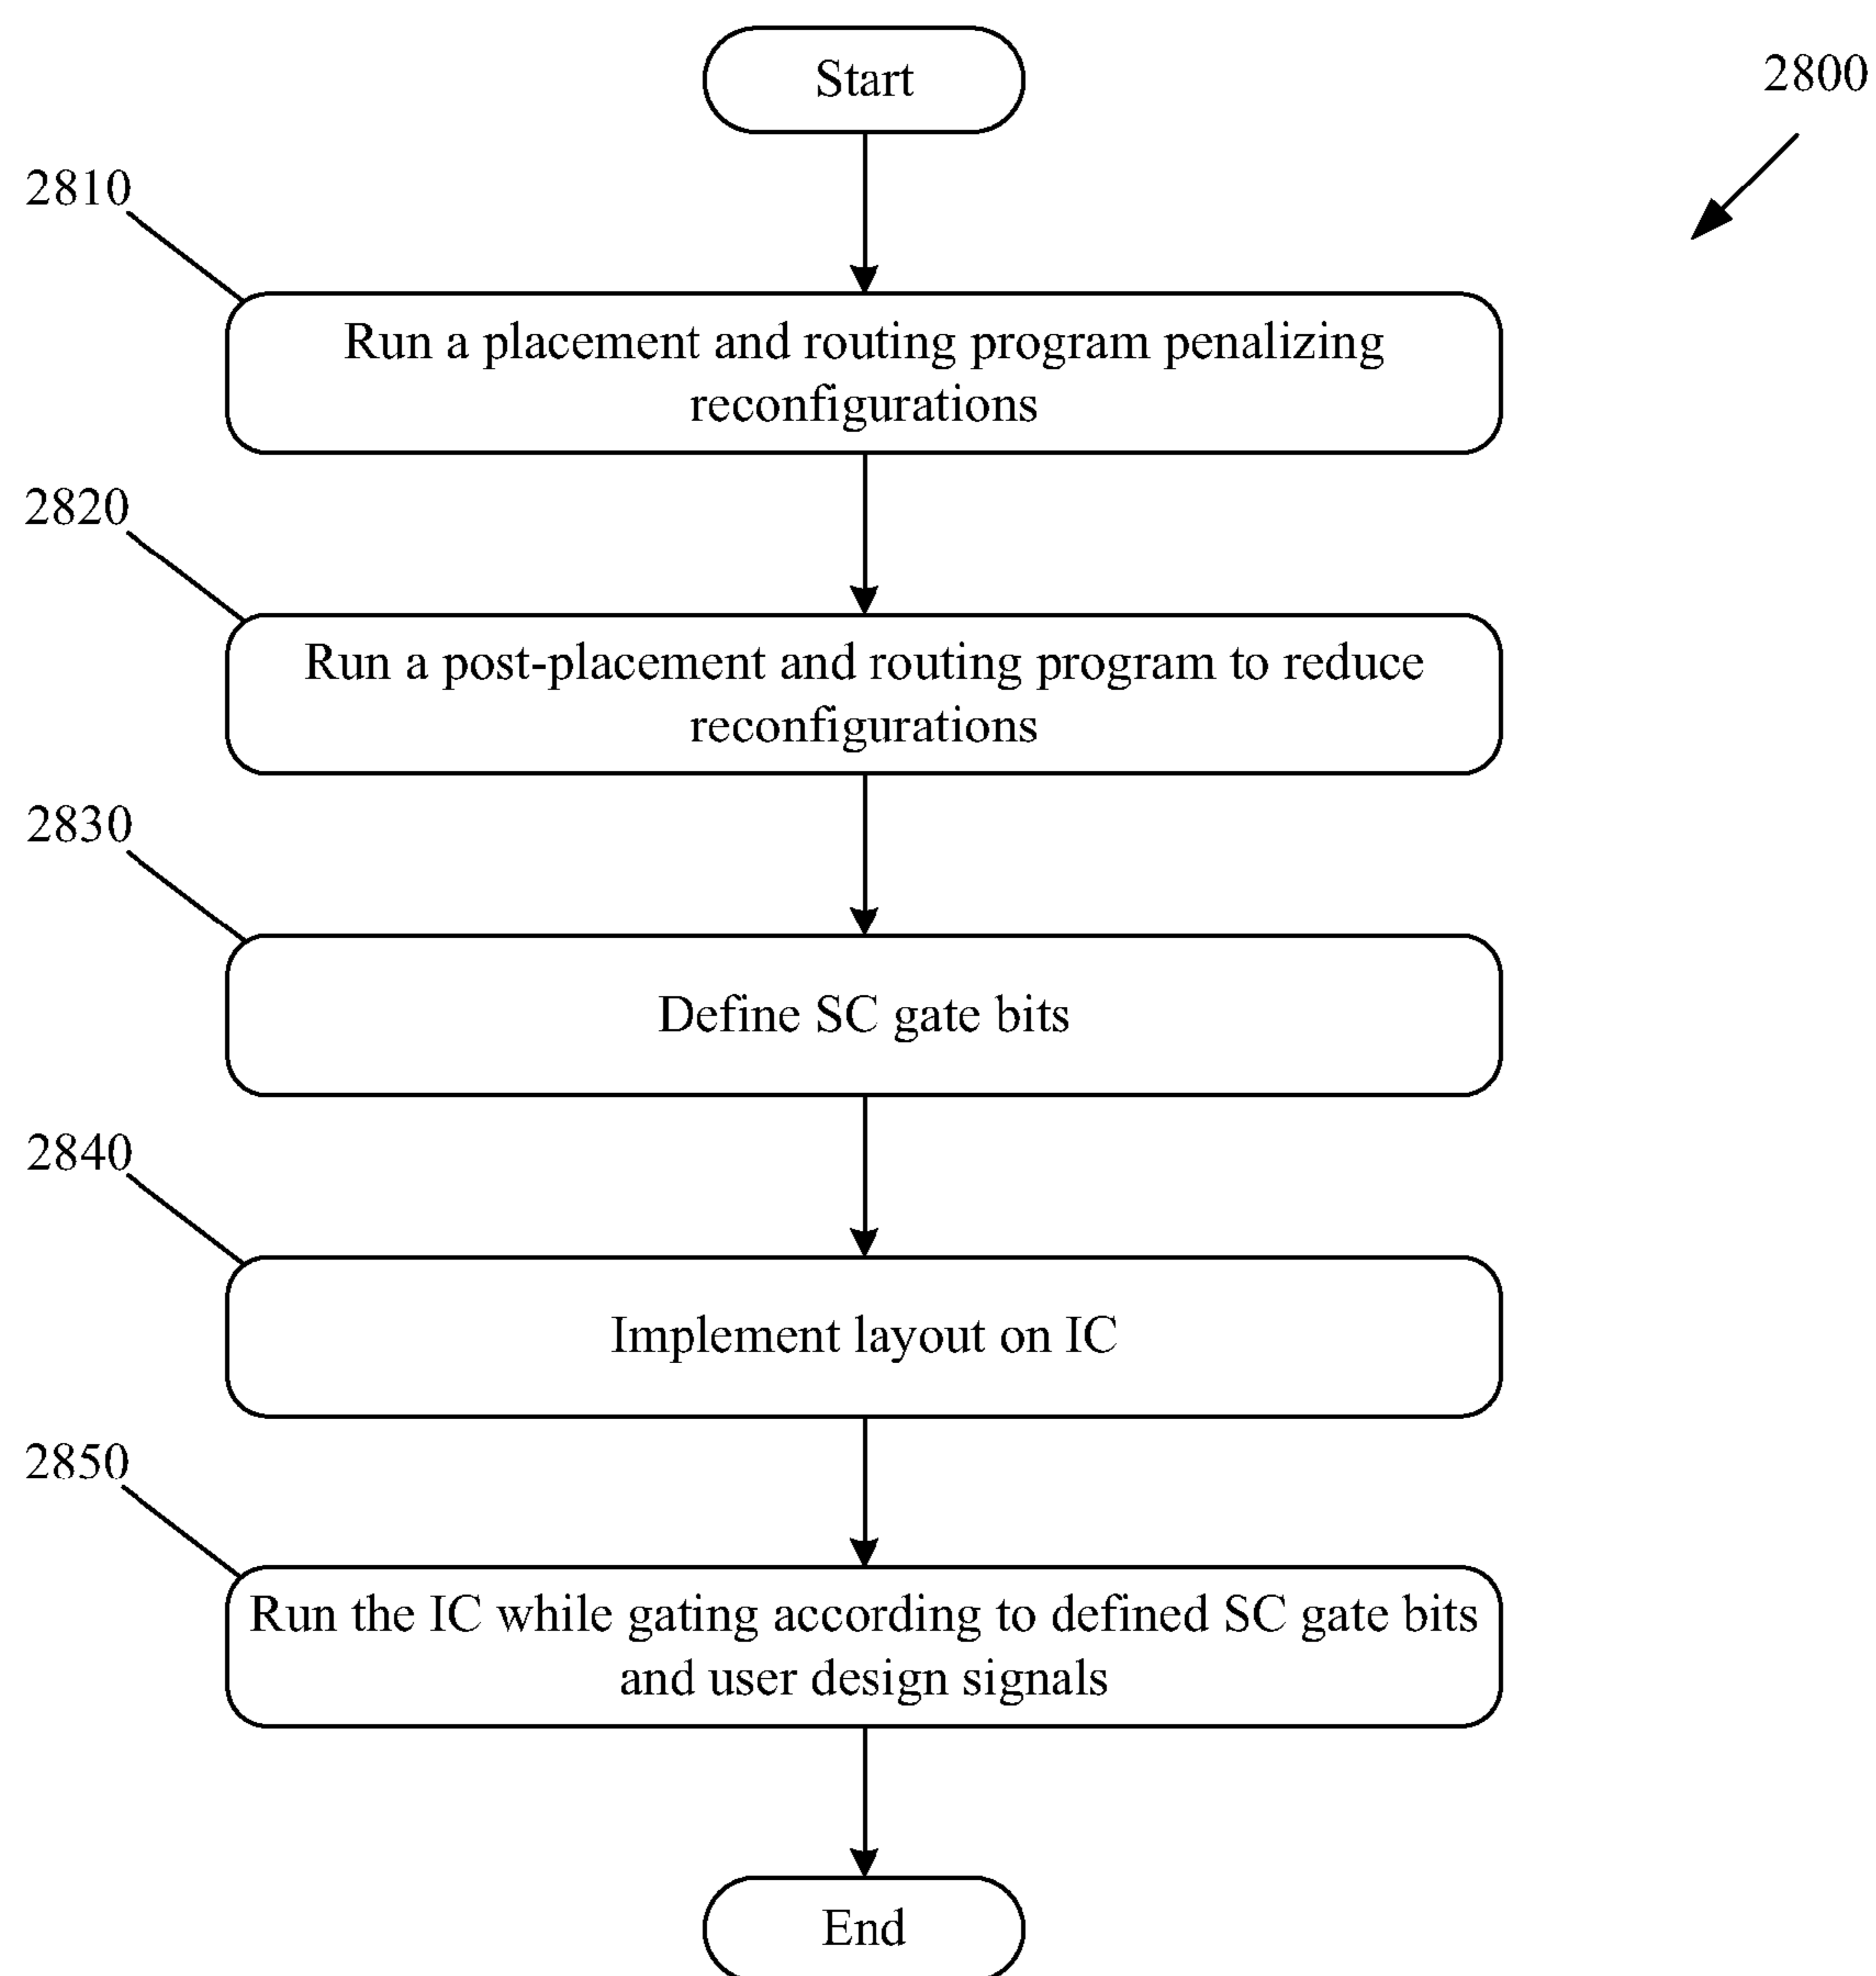 Start
2800
2810
Run a placement and routing program penalizing
reconfigurations
2820
Run a post-placement and routing program to reduce
reconfigurations
2830
Define SC gate bits
2840
Implement layout on IC
2850
Run the IC while gating according to defined SC gate bits
and user design signals
End